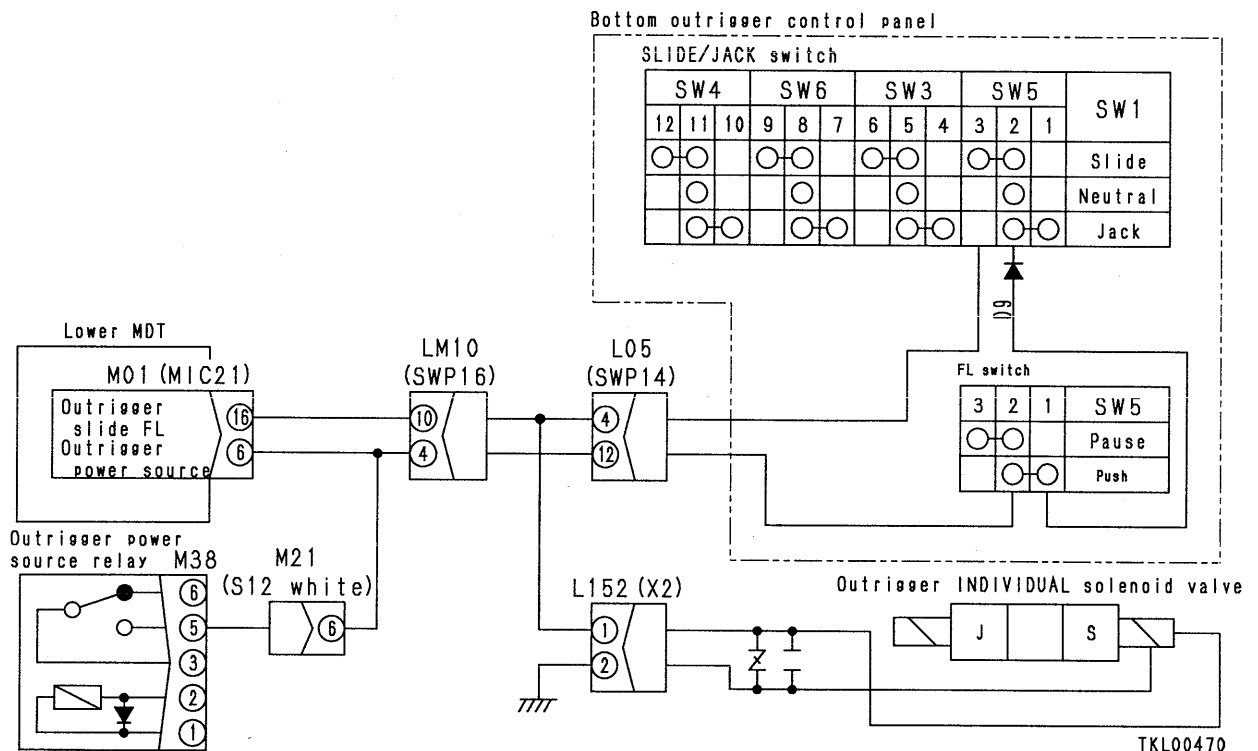 Bottom outrigger control panel
SLIDE/JACK switch
SW4 SW6 SW3 SW5 SW1
12 11 10 9 8 7 6 5 4 3 2 1
Slide
Neutral
Jack
D9
Lower MDT
M01 (MIC21)
Outrigger
slide FL
16
Outrigger
power source
6
LM10
(SWP16)
10
4
L05
(SWP14)
4
12
FL switch
3 2 1 SW5
Pause
Push
Outrigger power
source relay
M38
6
5
3
2
1
M21
(S12 white)
6
L152 (X2)
1
2
Outrigger INDIVIDUAL solenoid valve
J S
TKL00470